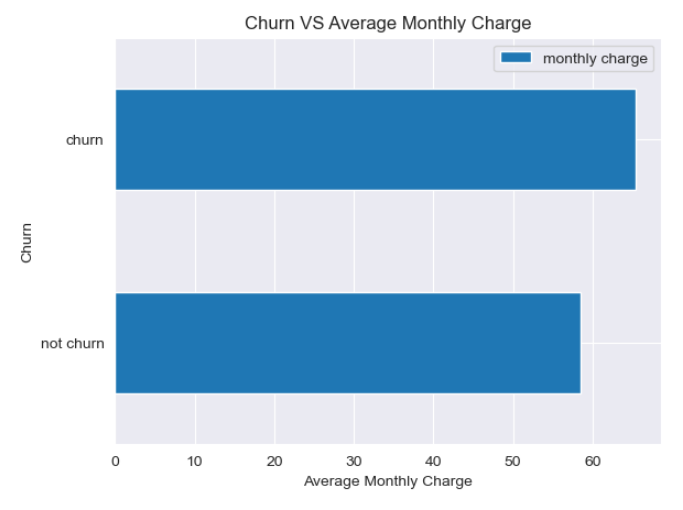 Churn VS Average Monthly Charge
monthly charge
churn
Churn
not churn
0 10 20 30 40 50 60
Average Monthly Charge